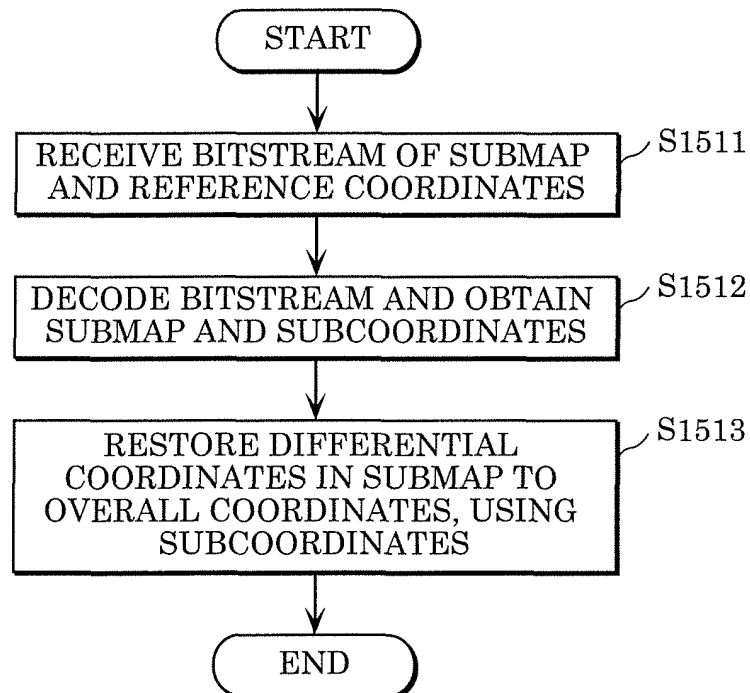 START
RECEIVE BITSTREAM OF SUBMAP
AND REFERENCE COORDINATES
S1511
DECODE BITSTREAM AND OBTAIN
SUBMAP AND SUBCOORDINATES
S1512
RESTORE DIFFERENTIAL
COORDINATES IN SUBMAP TO
OVERALL COORDINATES, USING
SUBCOORDINATES
S1513
END